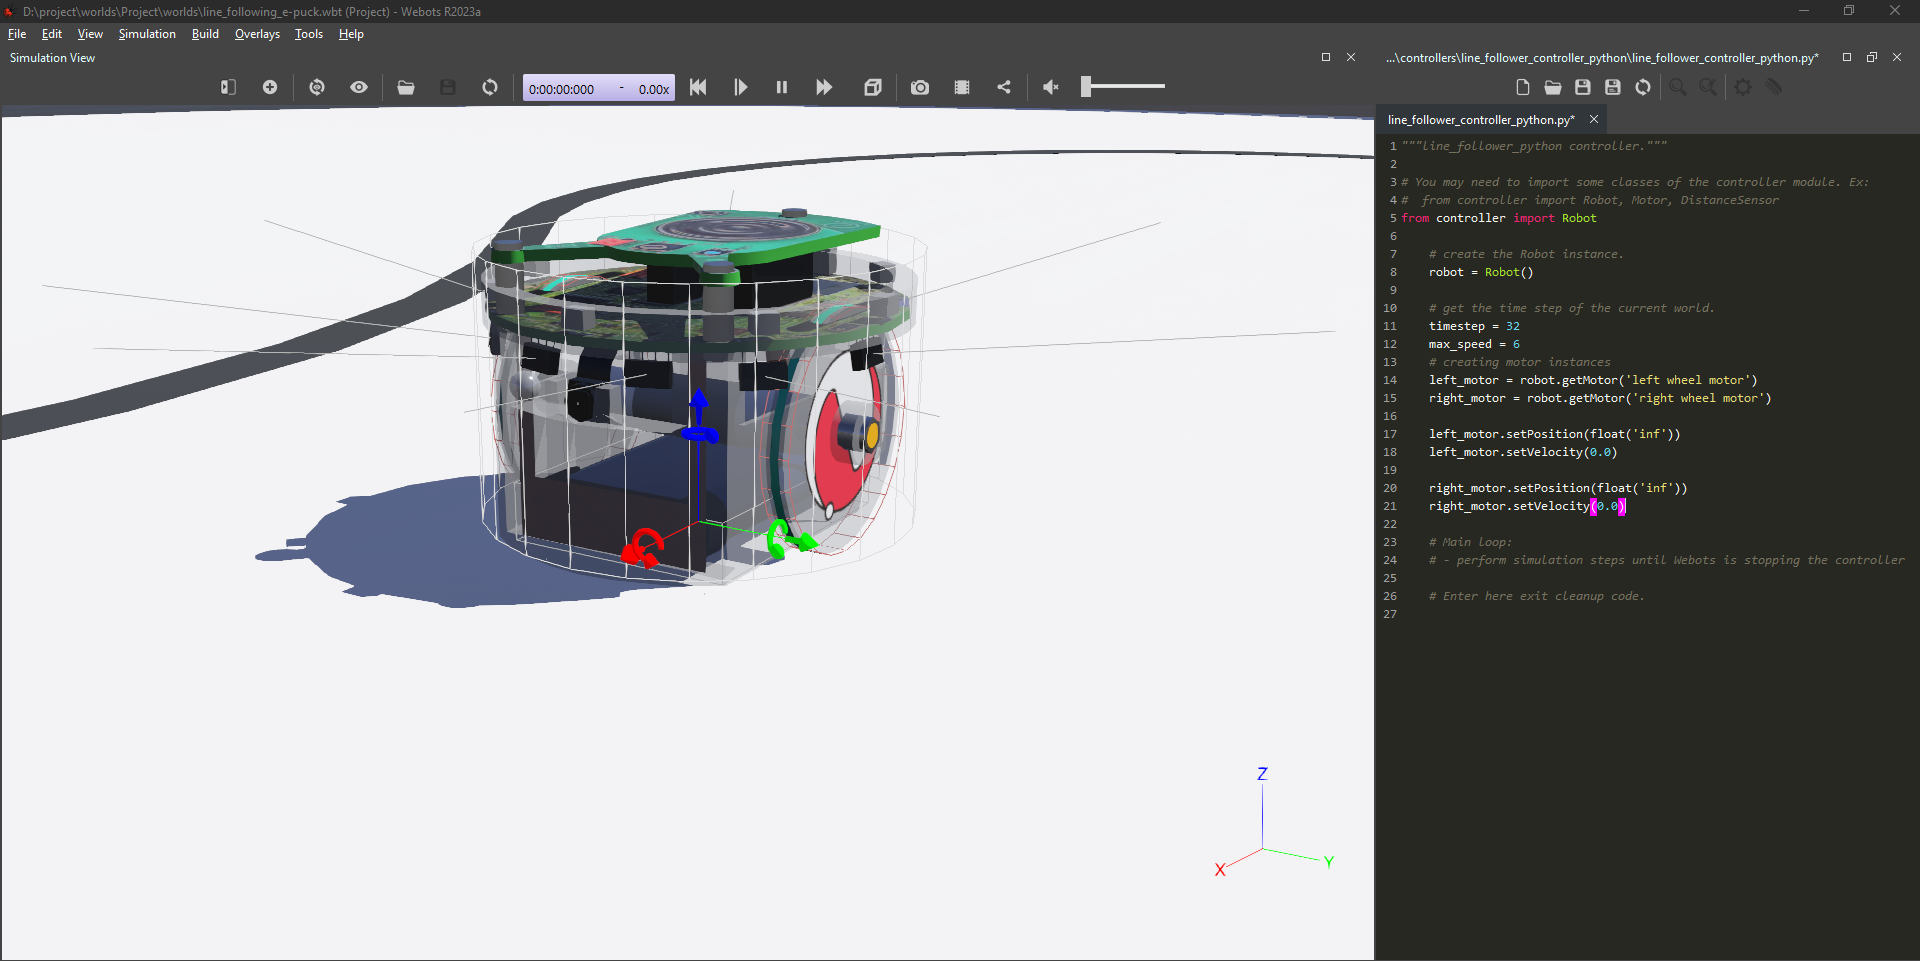 D:\project\worlds\Project\worlds\line_following_e-puck.wbt (Project) - Webots R2023a
File Edit View Simulation Build Overlays Tools Help
Simulation View
0:00:00:000 - 0.00x
Z
X
Y
...\controllers\line_follower_controller_python\line_follower_controller_python.py*
line_follower_controller_python.py*
1 """line_follower_python controller."""
2
3 # You may need to import some classes of the controller module. Ex:
4 #  from controller import Robot, Motor, DistanceSensor
5 from controller import Robot
6
7     # create the Robot instance.
8     robot = Robot()
9
10     # get the time step of the current world.
11     timestep = 32
12     max_speed = 6
13     # creating motor instances
14     left_motor = robot.getMotor('left wheel motor')
15     right_motor = robot.getMotor('right wheel motor')
16
17     left_motor.setPosition(float('inf'))
18     left_motor.setVelocity(0.0)
19
20     right_motor.setPosition(float('inf'))
21     right_motor.setVelocity(0.0)
22
23     # Main loop:
24     # - perform simulation steps until Webots is stopping the controller
25
26     # Enter here exit cleanup code.
27